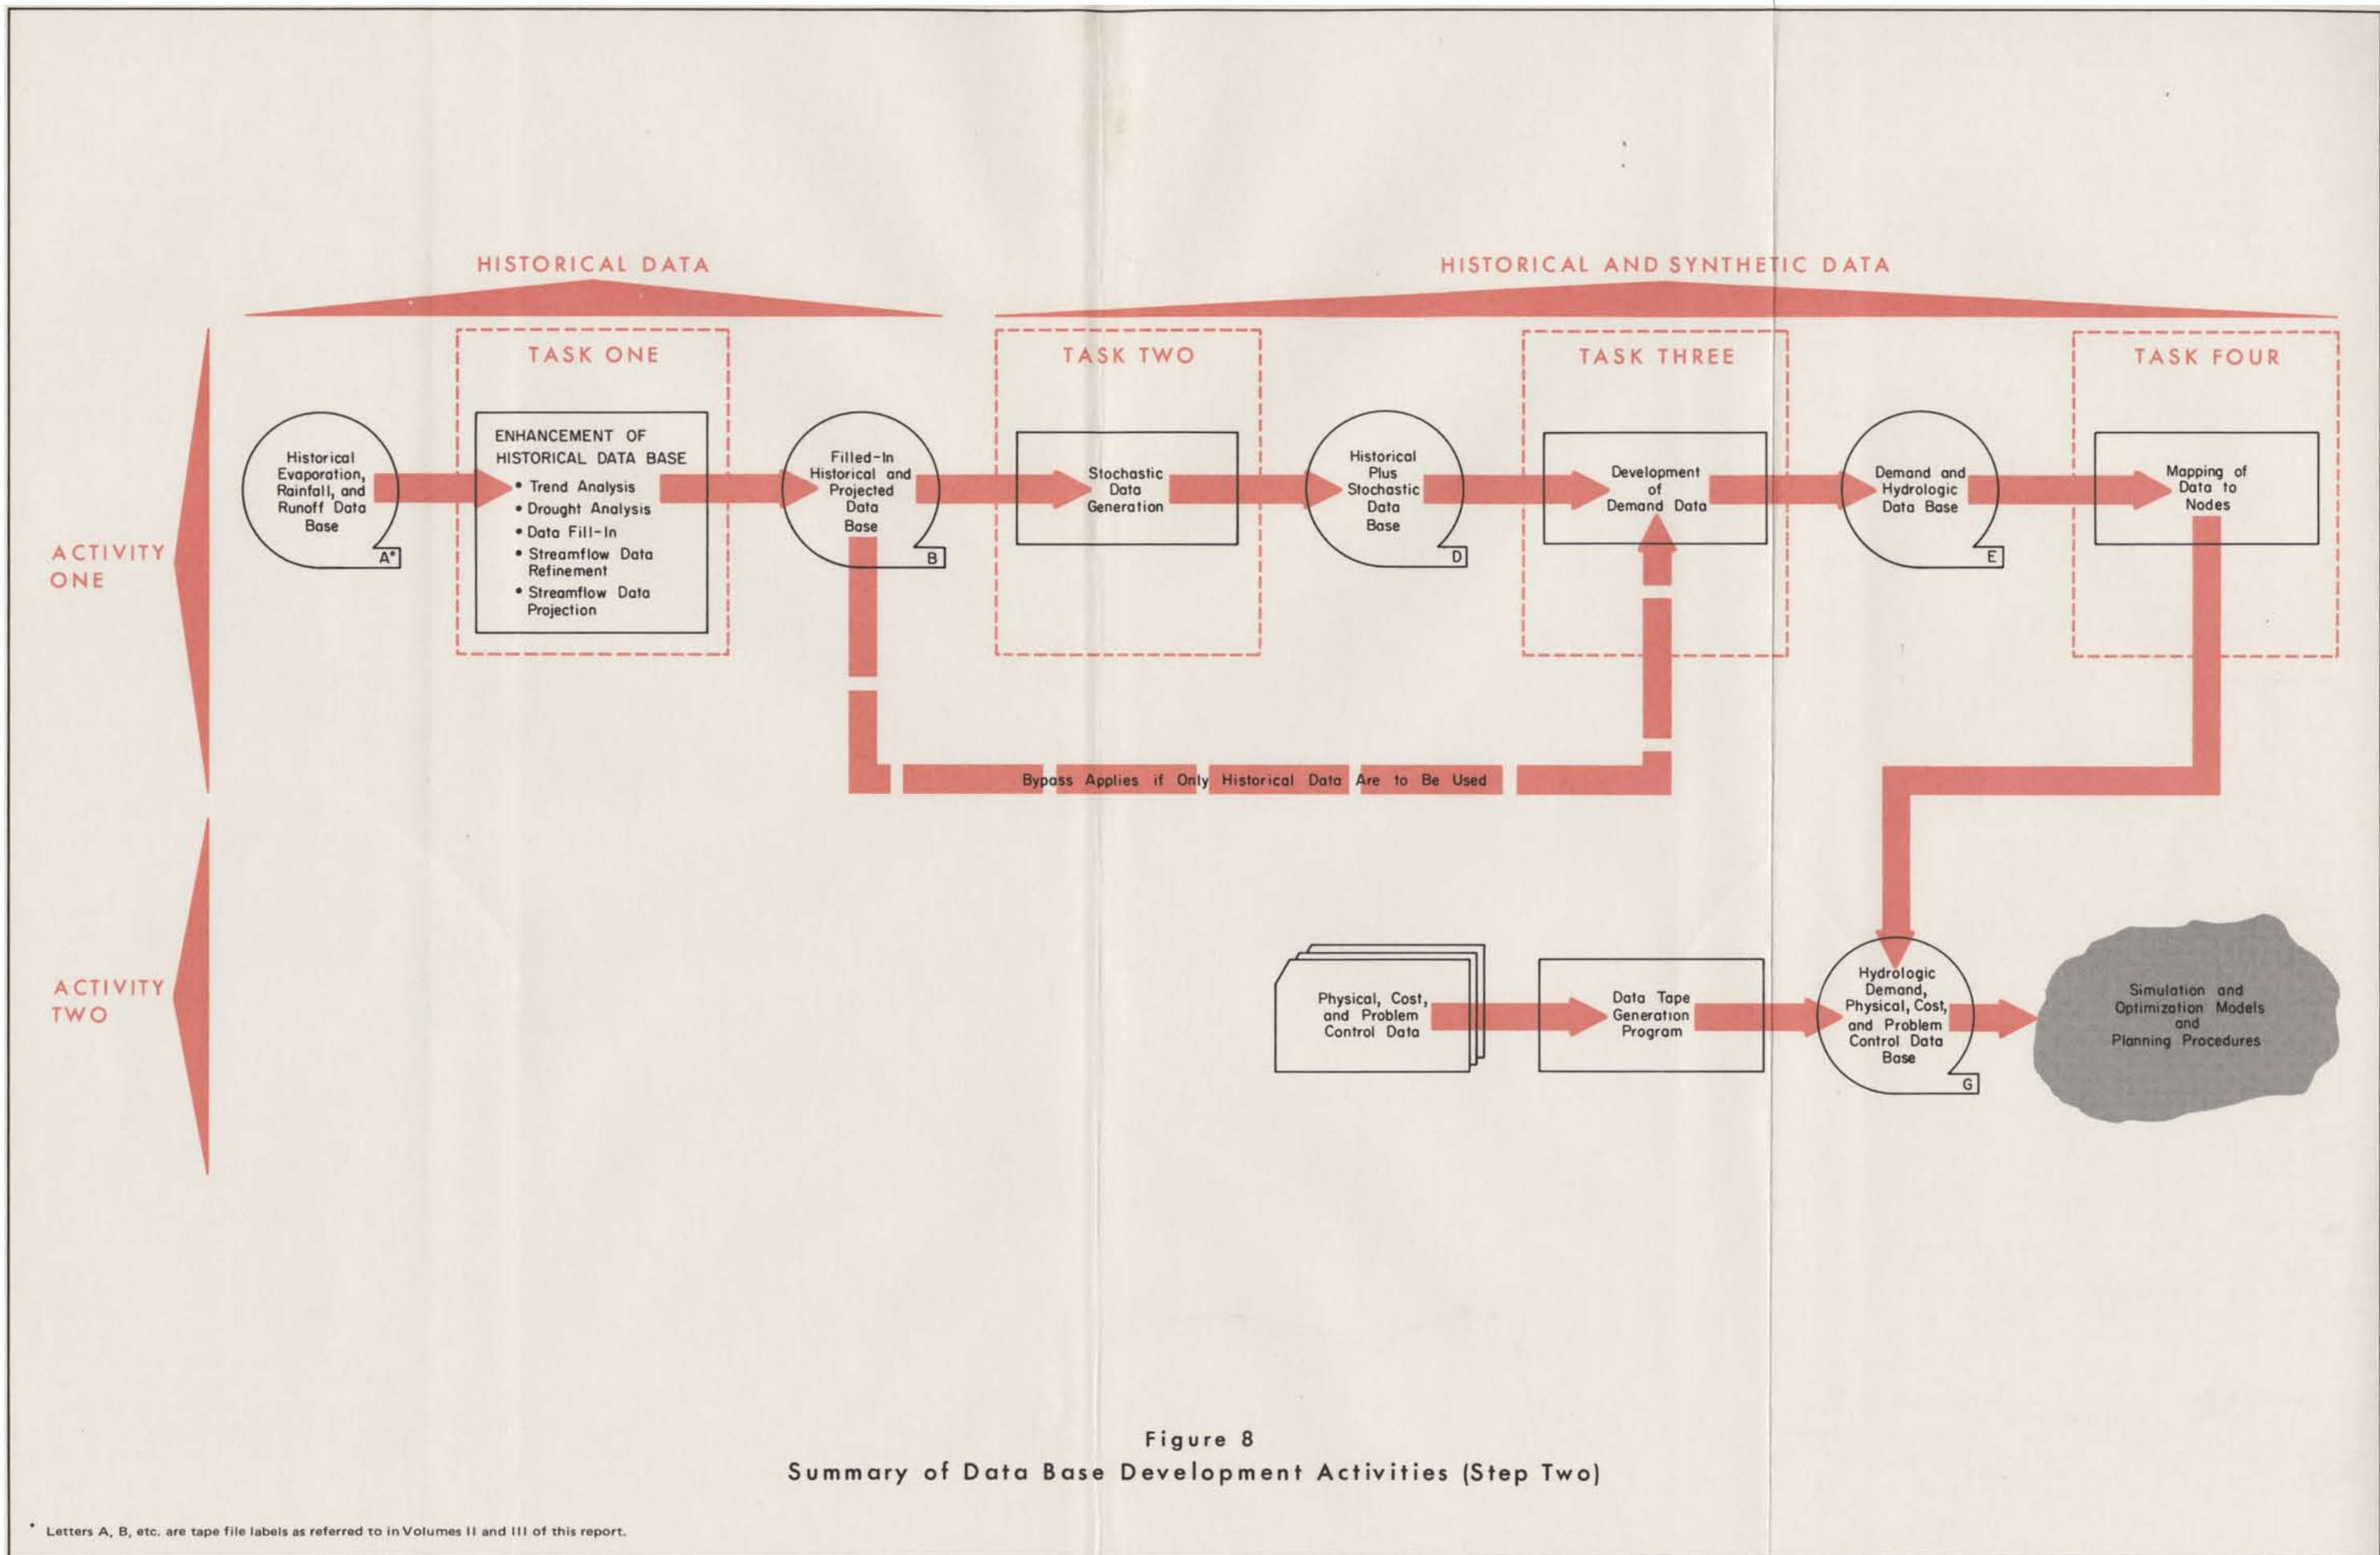 HISTORICAL DATA
HISTORICAL AND SYNTHETIC DATA
ACTIVITY
ONE
TASK ONE
TASK TWO
TASK THREE
TASK FOUR
Historical
Evaporation,
Rainfall, and
Runoff Data
Base
A*
ENHANCEMENT OF
HISTORICAL DATA BASE
• Trend Analysis
• Drought Analysis
• Data Fill-In
• Streamflow Data
Refinement
• Streamflow Data
Projection
Filled-In
Historical and
Projected
Data
Base
B
Stochastic
Data
Generation
Historical
Plus
Stochastic
Data
Base
D
Development
of
Demand Data
Demand and
Hydrologic
Data Base
E
Mapping of
Data to
Nodes
Bypass Applies if Only Historical Data Are to Be Used
ACTIVITY
TWO
Physical, Cost,
and Problem
Control Data
Data Tape
Generation
Program
Hydrologic
Demand,
Physical, Cost,
and Problem
Control Data
Base
G
Simulation and
Optimization Models
and
Planning Procedures
Figure 8
Summary of Data Base Development Activities (Step Two)
* Letters A, B, etc. are tape file labels as referred to in Volumes II and III of this report.